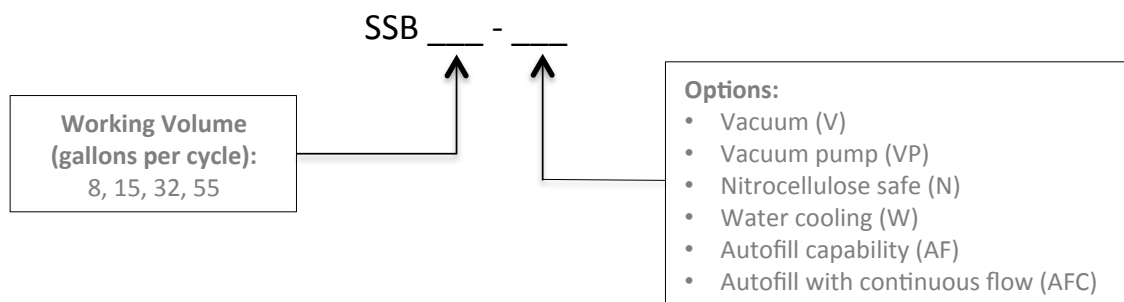 SSB ___ - ___
Working Volume
(gallons per cycle):
8, 15, 32, 55
Options:
• Vacuum (V)
• Vacuum pump (VP)
• Nitrocellulose safe (N)
• Water cooling (W)
• Autofill capability (AF)
• Autofill with continuous flow (AFC)